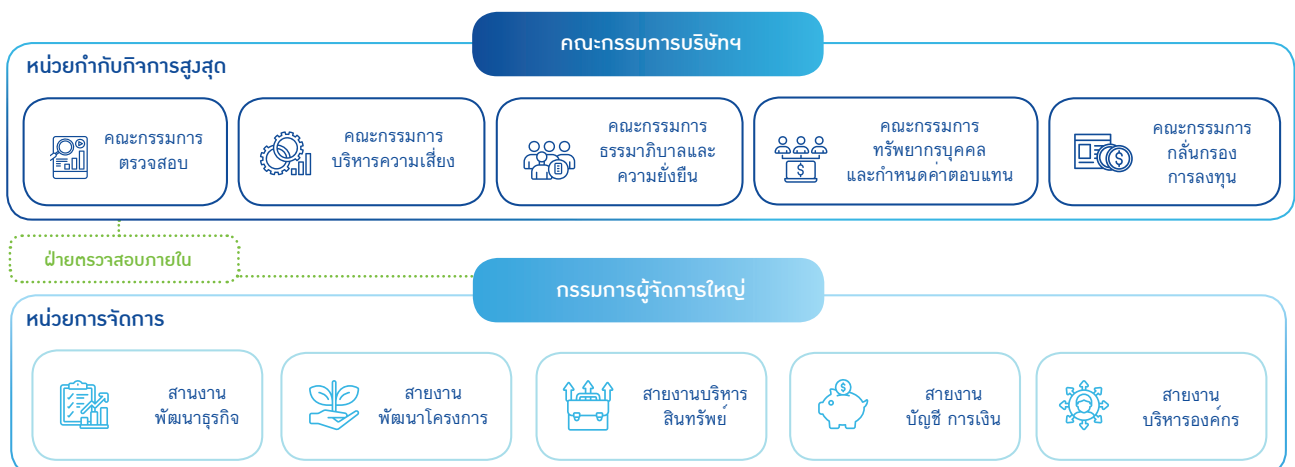 คณะกรรมการบริษัทฯ
หน่วยกำกับกิจการสูงสุด
คณะกรรมการ
ตรวจสอบ
คณะกรรมการ
บริหารความเสี่ยง
คณะกรรมการ
ธรรมาภิบาลและ
ความยั่งยืน
คณะกรรมการ
ทรัพยากรบุคคล
และกำหนดค่าตอบแทน
คณะกรรมการ
กลั่นกรอง
การลงทุน
ฝ่ายตรวจสอบภายใน
กรรมการผู้จัดการใหญ่
หน่วยการจัดการ
สานงาน
พัฒนาธุรกิจ
สายงาน
พัฒนาโครงการ
สายงานบริหาร
สินทรัพย์
สายงาน
บัญชี การเงิน
สายงาน
บริหารองค์กร